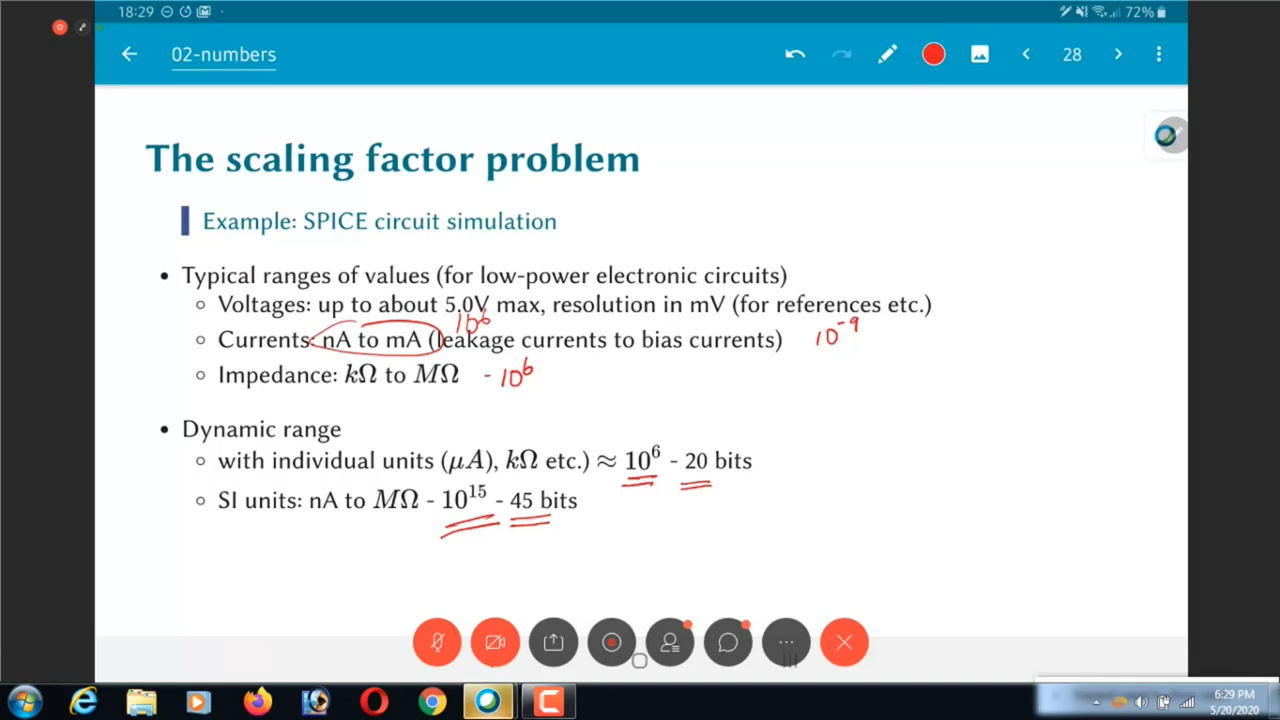 18:29 72%
02-numbers 28
The scaling factor problem
Example: SPICE circuit simulation
• Typical ranges of values (for low-power electronic circuits)
◦ Voltages: up to about 5.0V max, resolution in mV (for references etc.)
10⁶
◦ Currents: nA to mA (leakage currents to bias currents) 10⁻⁹
◦ Impedance: kΩ to MΩ - 10⁶
• Dynamic range
◦ with individual units (μA), kΩ etc.) ≈ 10⁶ - 20 bits
◦ SI units: nA to MΩ - 10¹⁵ - 45 bits
6:29 PM
5/20/2020